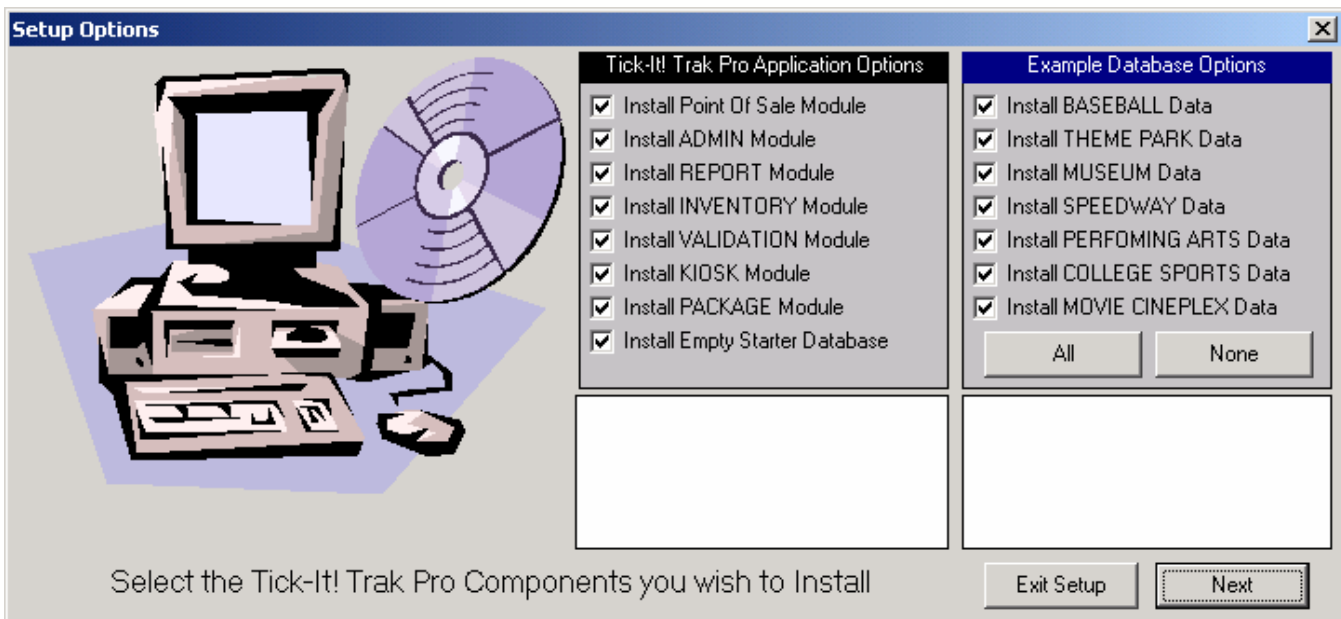 Setup Options
Tick-It! Trak Pro Application Options
Install Point Of Sale Module
Install ADMIN Module
Install REPORT Module
Install INVENTORY Module
Install VALIDATION Module
Install KIOSK Module
Install PACKAGE Module
Install Empty Starter Database
Example Database Options
Install BASEBALL Data
Install THEME PARK Data
Install MUSEUM Data
Install SPEEDWAY Data
Install PERFOMING ARTS Data
Install COLLEGE SPORTS Data
Install MOVIE CINEPLEX Data
All None
Select the Tick-It! Trak Pro Components you wish to Install
Exit Setup Next